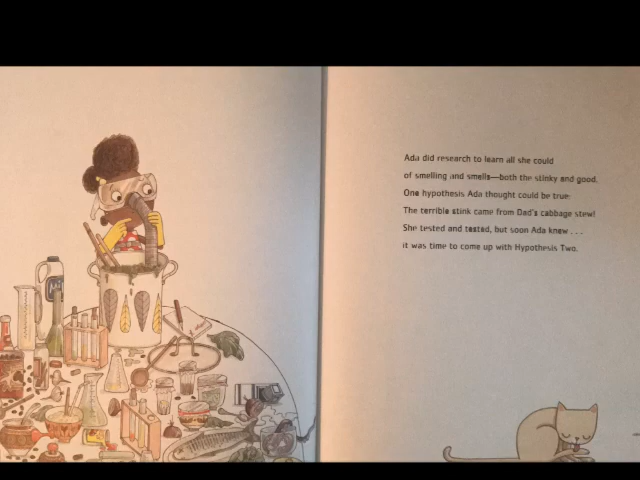 Ada did research to learn all she could
of smelling and smells—both the stinky and good.
One hypothesis Ada thought could be true:
The terrible stink came from Dad's cabbage stew!
She tested and tested, but soon Ada knew . . .
it was time to come up with Hypothesis Two.